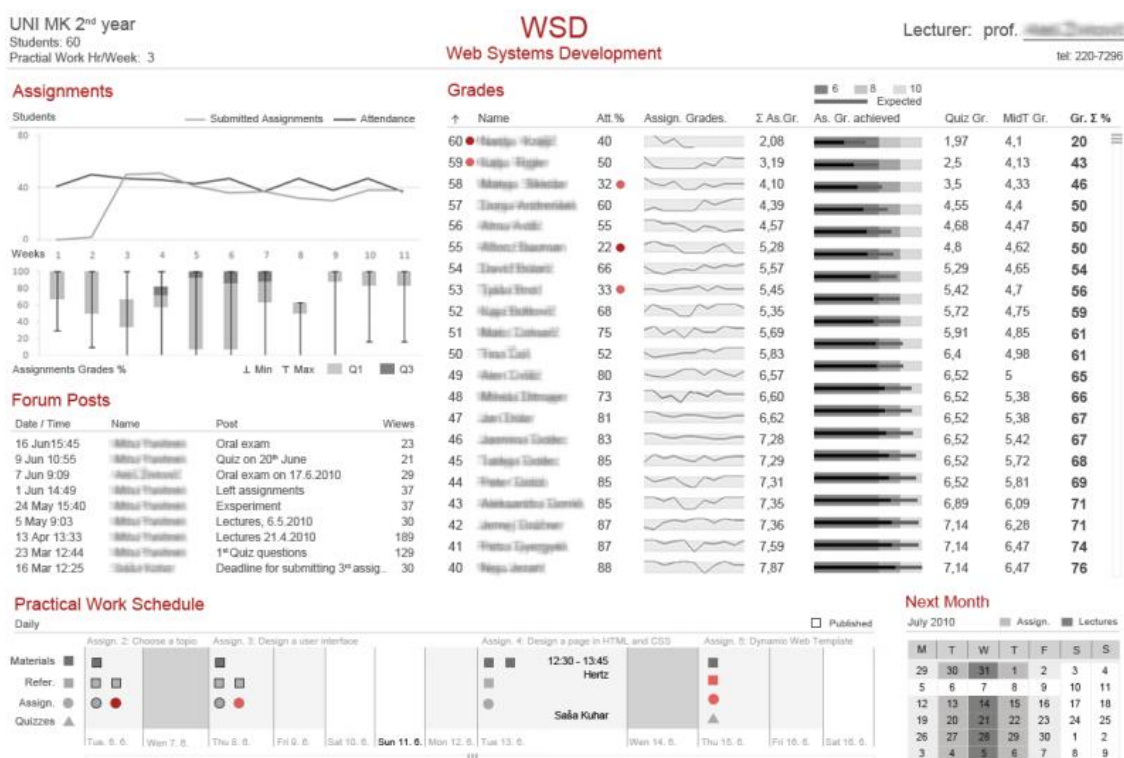 UNI MK 2nd year
Students: 60
Practial Work Hr/Week: 3
WSD
Web Systems Development
Lecturer: prof.
tel: 220-7296
Assignments
Students
Submitted Assignments
Attendance
80
40
0
Weeks 1 2 3 4 5 6 7 8 9 10 11
100
80
60
40
20
0
Assignments Grades %
Min Max Q1 Q3
Forum Posts
Date / Time Name Post Wiews
16 Jun15:45 Oral exam 23
9 Jun 10:55 Quiz on 20th June 21
7 Jun 9:09 Oral exam on 17.6.2010 29
1 Jun 14:49 Left assignments 37
24 May 15:40 Exsperiment 37
5 May 9:03 Lectures, 6.5.2010 30
13 Apr 13:33 Lectures 21.4.2010 189
23 Mar 12:44 1st Quiz questions 129
16 Mar 12:25 Deadline for submitting 3rd assig.. 30
Grades
6 8 10
Expected
↑ Name Att.% Assign. Grades. Σ As.Gr. As. Gr. achieved Quiz Gr. MidT Gr. Gr. Σ %
60 40 2,08 1,97 4,1 20
59 50 3,19 2,5 4,13 43
58 32 4,10 3,5 4,33 46
57 60 4,39 4,55 4,4 50
56 55 4,57 4,68 4,47 50
55 22 5,28 4,8 4,62 50
54 66 5,57 5,29 4,65 54
53 33 5,45 5,42 4,7 56
52 68 5,35 5,72 4,75 59
51 75 5,69 5,91 4,85 61
50 52 5,83 6,4 4,98 61
49 80 6,57 6,52 5 65
48 73 6,60 6,52 5,38 66
47 81 6,62 6,52 5,38 67
46 83 7,28 6,52 5,42 67
45 85 7,29 6,52 5,72 68
44 85 7,31 6,52 5,81 69
43 85 7,35 6,89 6,09 71
42 87 7,36 7,14 6,28 71
41 87 7,59 7,14 6,47 74
40 88 7,87 7,14 6,47 76
Practical Work Schedule
Daily
Published
Assign. 2: Choose a topic
Assign. 3: Design a user interface
Assign. 4: Design a page in HTML and CSS
Assign. 5: Dynamic Web Template
Materials
Refer.
Assign.
Quizzes
12:30 - 13:45
Hertz
Saša Kuhar
Tue. 6. 6. Wen 7. 6. Thu 8. 6. Fri 9. 6. Sat 10. 6. Sun 11. 6. Mon 12. 6. Tue 13. 6. Wen 14. 6. Thu 15. 6. Fri 16. 6. Sat 16. 6.
Next Month
July 2010 Assign. Lectures
M T W T F S S
29 30 31 1 2 3 4
5 6 7 8 9 10 11
12 13 14 15 16 17 18
19 20 21 22 23 24 25
26 27 28 29 30 1 2
3 4 5 6 7 8 9